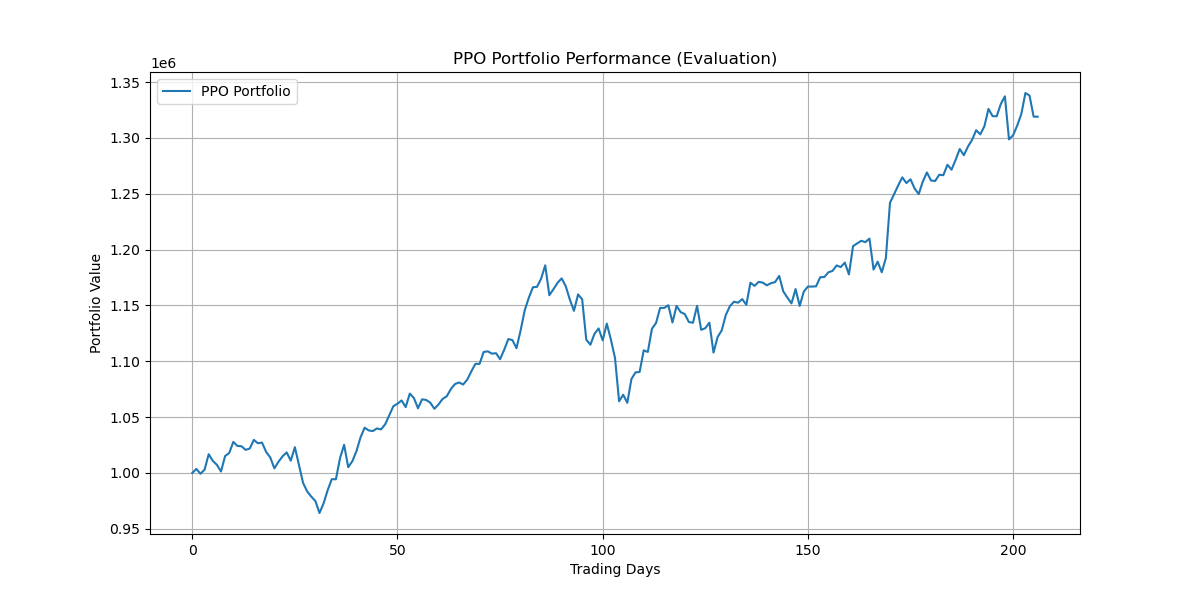 PPO Portfolio Performance (Evaluation)
1e6
PPO Portfolio
1.35
1.30
1.25
1.20
1.15
1.10
1.05
1.00
0.95
Portfolio Value
0 50 100 150 200
Trading Days